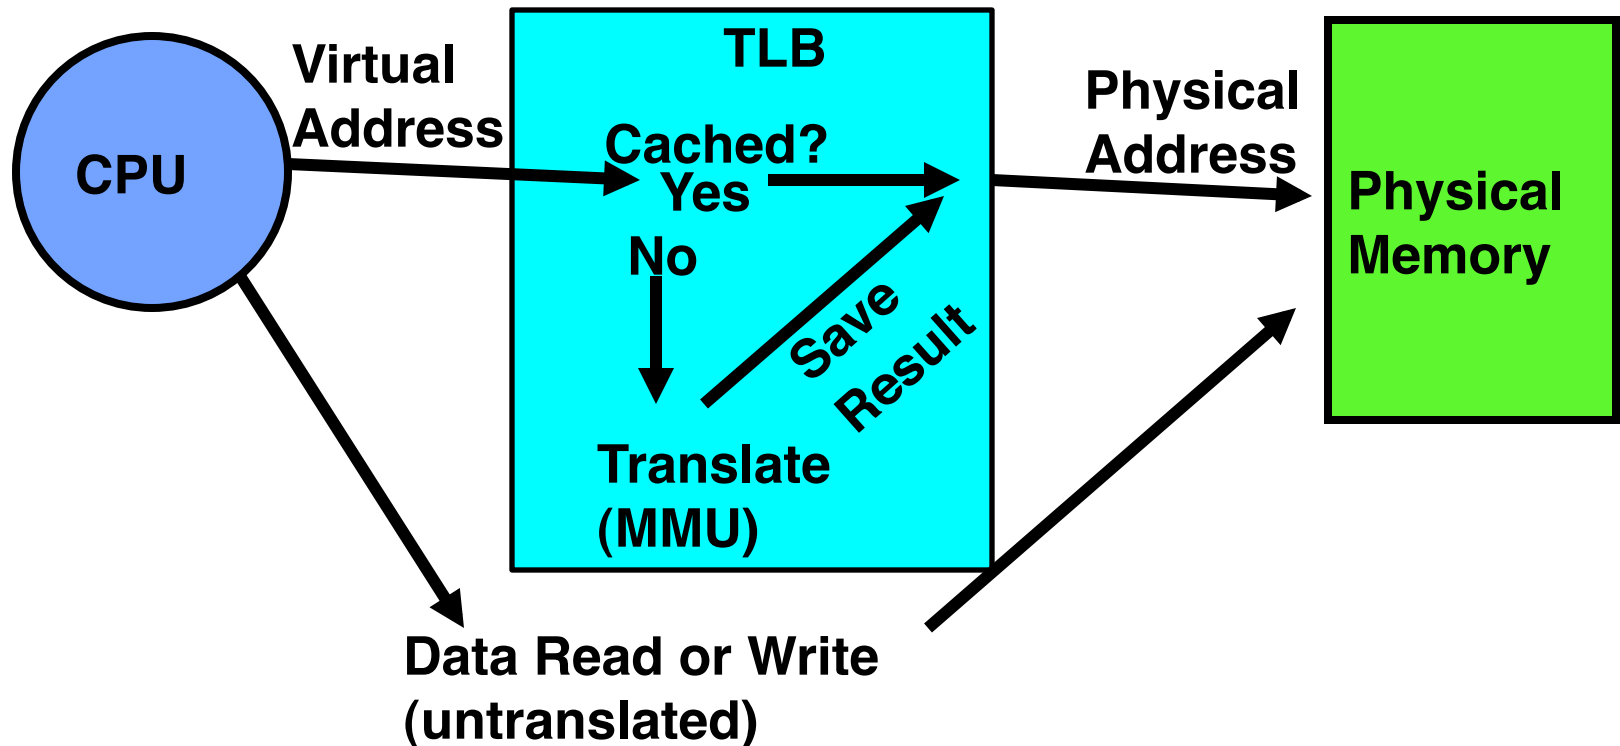 TLB
Virtual
Address
CPU
Cached?
Yes
No
Save
Result
Translate
(MMU)
Physical
Address
Physical
Memory
Data Read or Write
(untranslated)